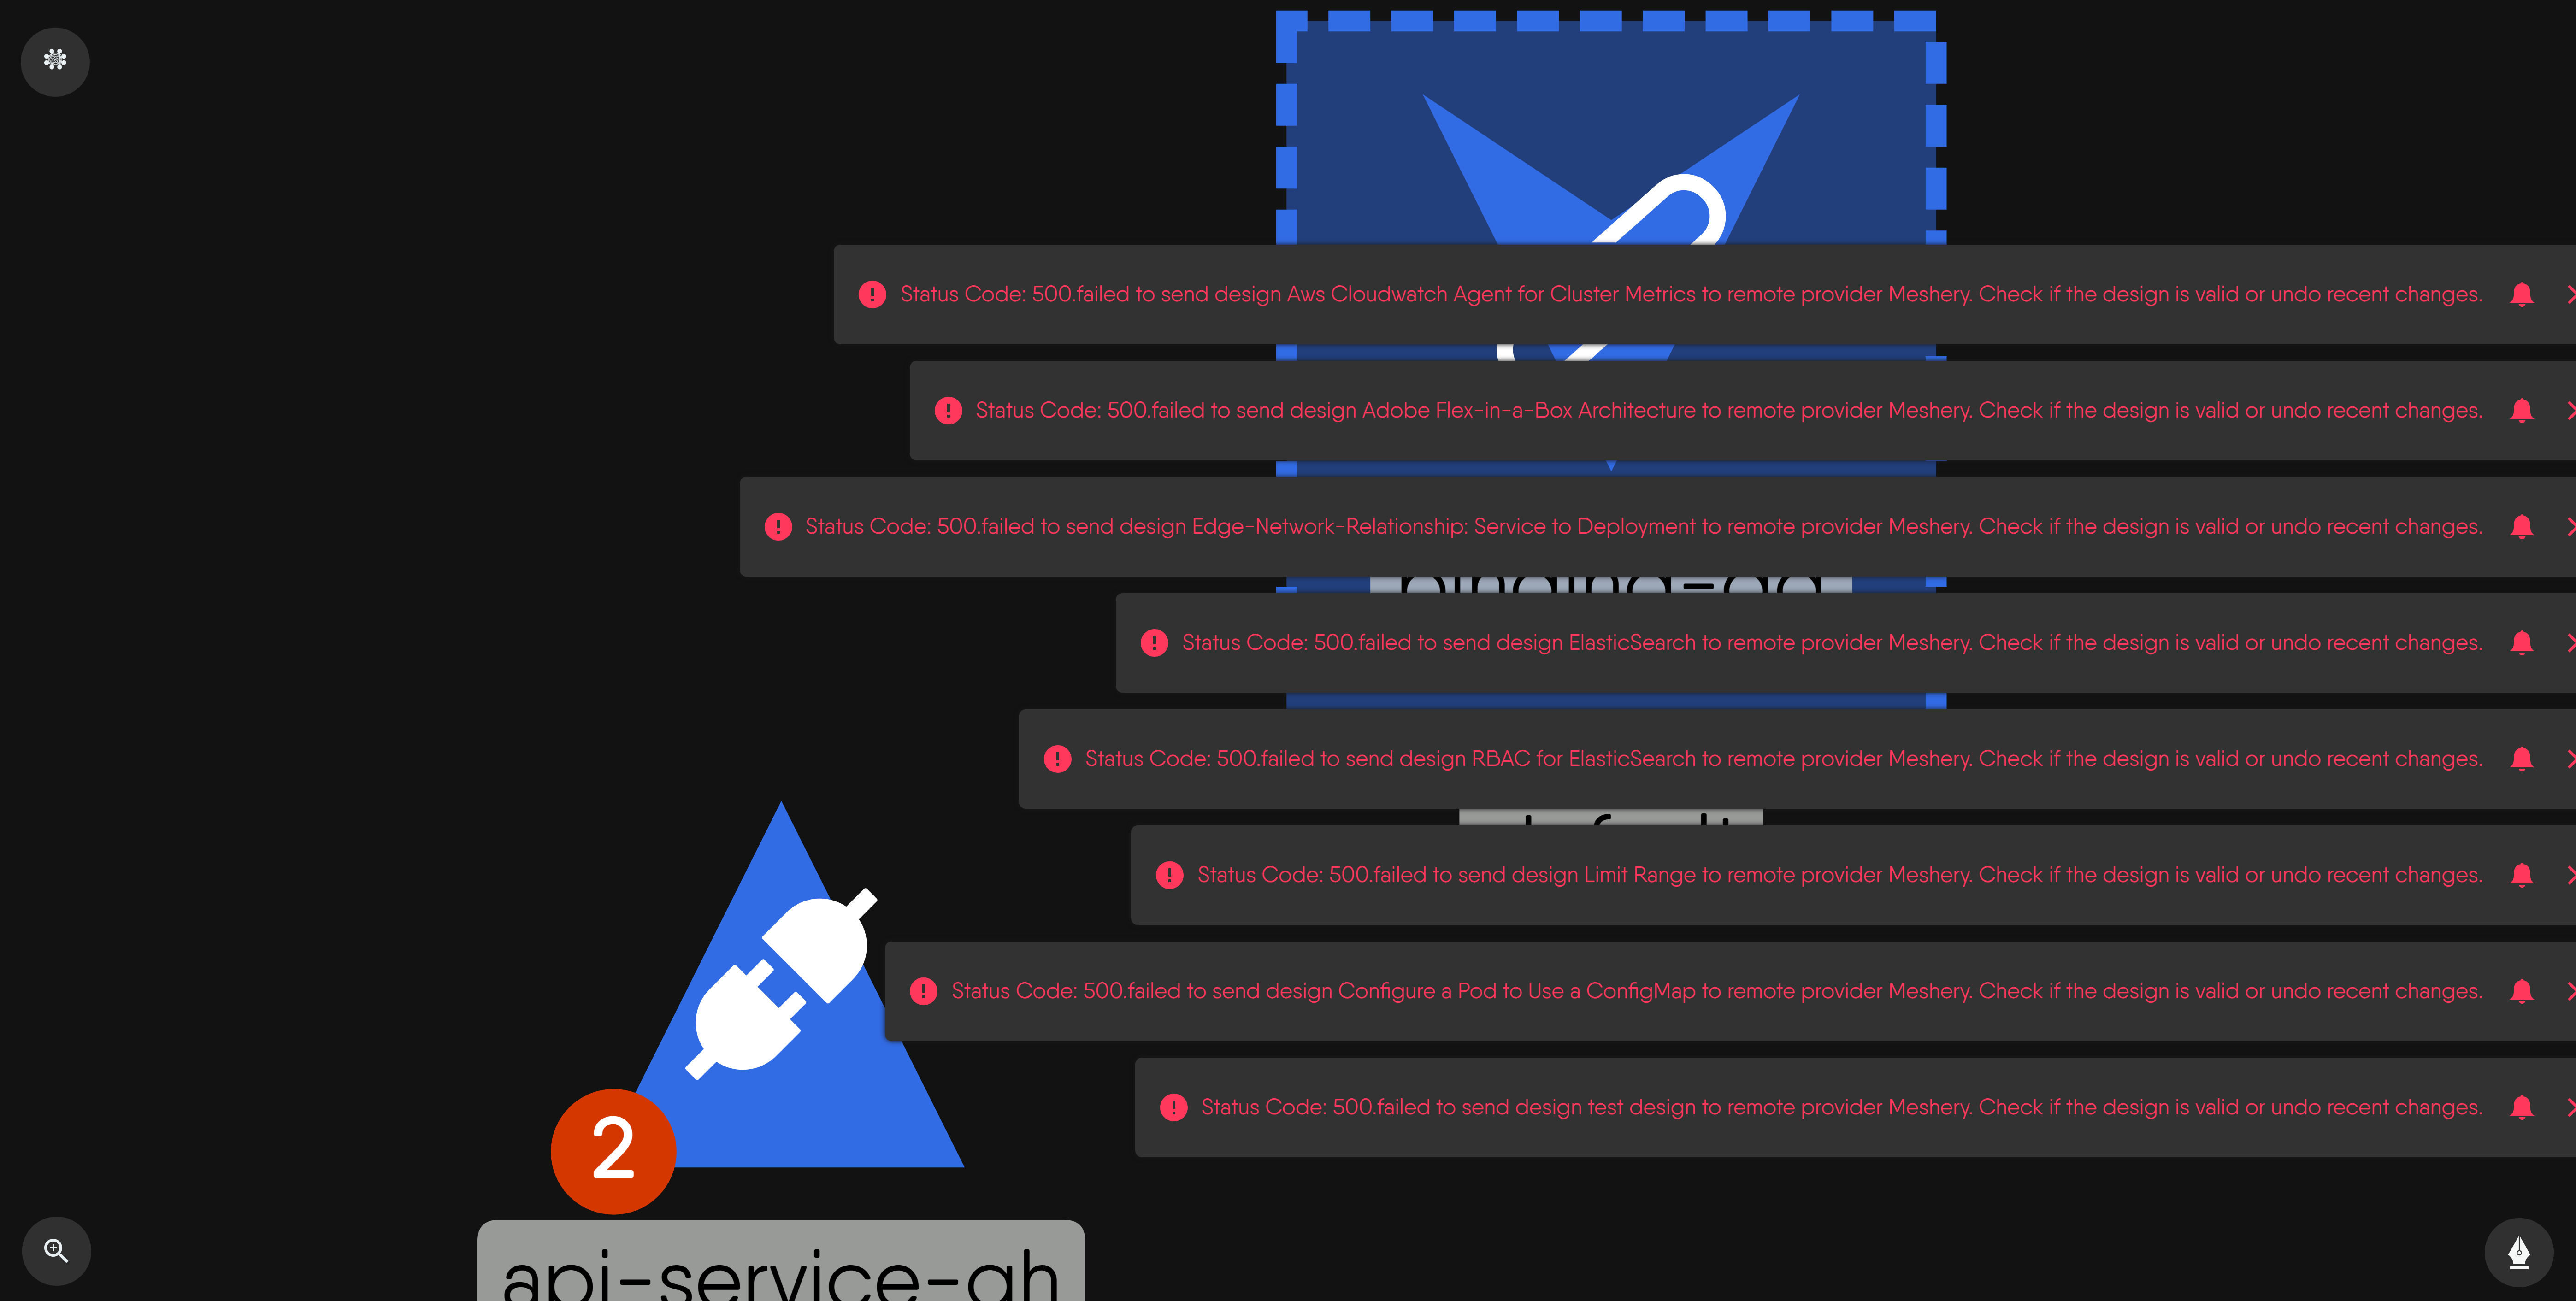 Status Code: 500.failed to send design Aws Cloudwatch Agent for Cluster Metrics to remote provider Meshery. Check if the design is valid or undo recent changes.
Status Code: 500.failed to send design Adobe Flex-in-a-Box Architecture to remote provider Meshery. Check if the design is valid or undo recent changes.
Status Code: 500.failed to send design Edge-Network-Relationship: Service to Deployment to remote provider Meshery. Check if the design is valid or undo recent changes.
Status Code: 500.failed to send design ElasticSearch to remote provider Meshery. Check if the design is valid or undo recent changes.
Status Code: 500.failed to send design RBAC for ElasticSearch to remote provider Meshery. Check if the design is valid or undo recent changes.
Status Code: 500.failed to send design Limit Range to remote provider Meshery. Check if the design is valid or undo recent changes.
Status Code: 500.failed to send design Configure a Pod to Use a ConfigMap to remote provider Meshery. Check if the design is valid or undo recent changes.
Status Code: 500.failed to send design test design to remote provider Meshery. Check if the design is valid or undo recent changes.
2